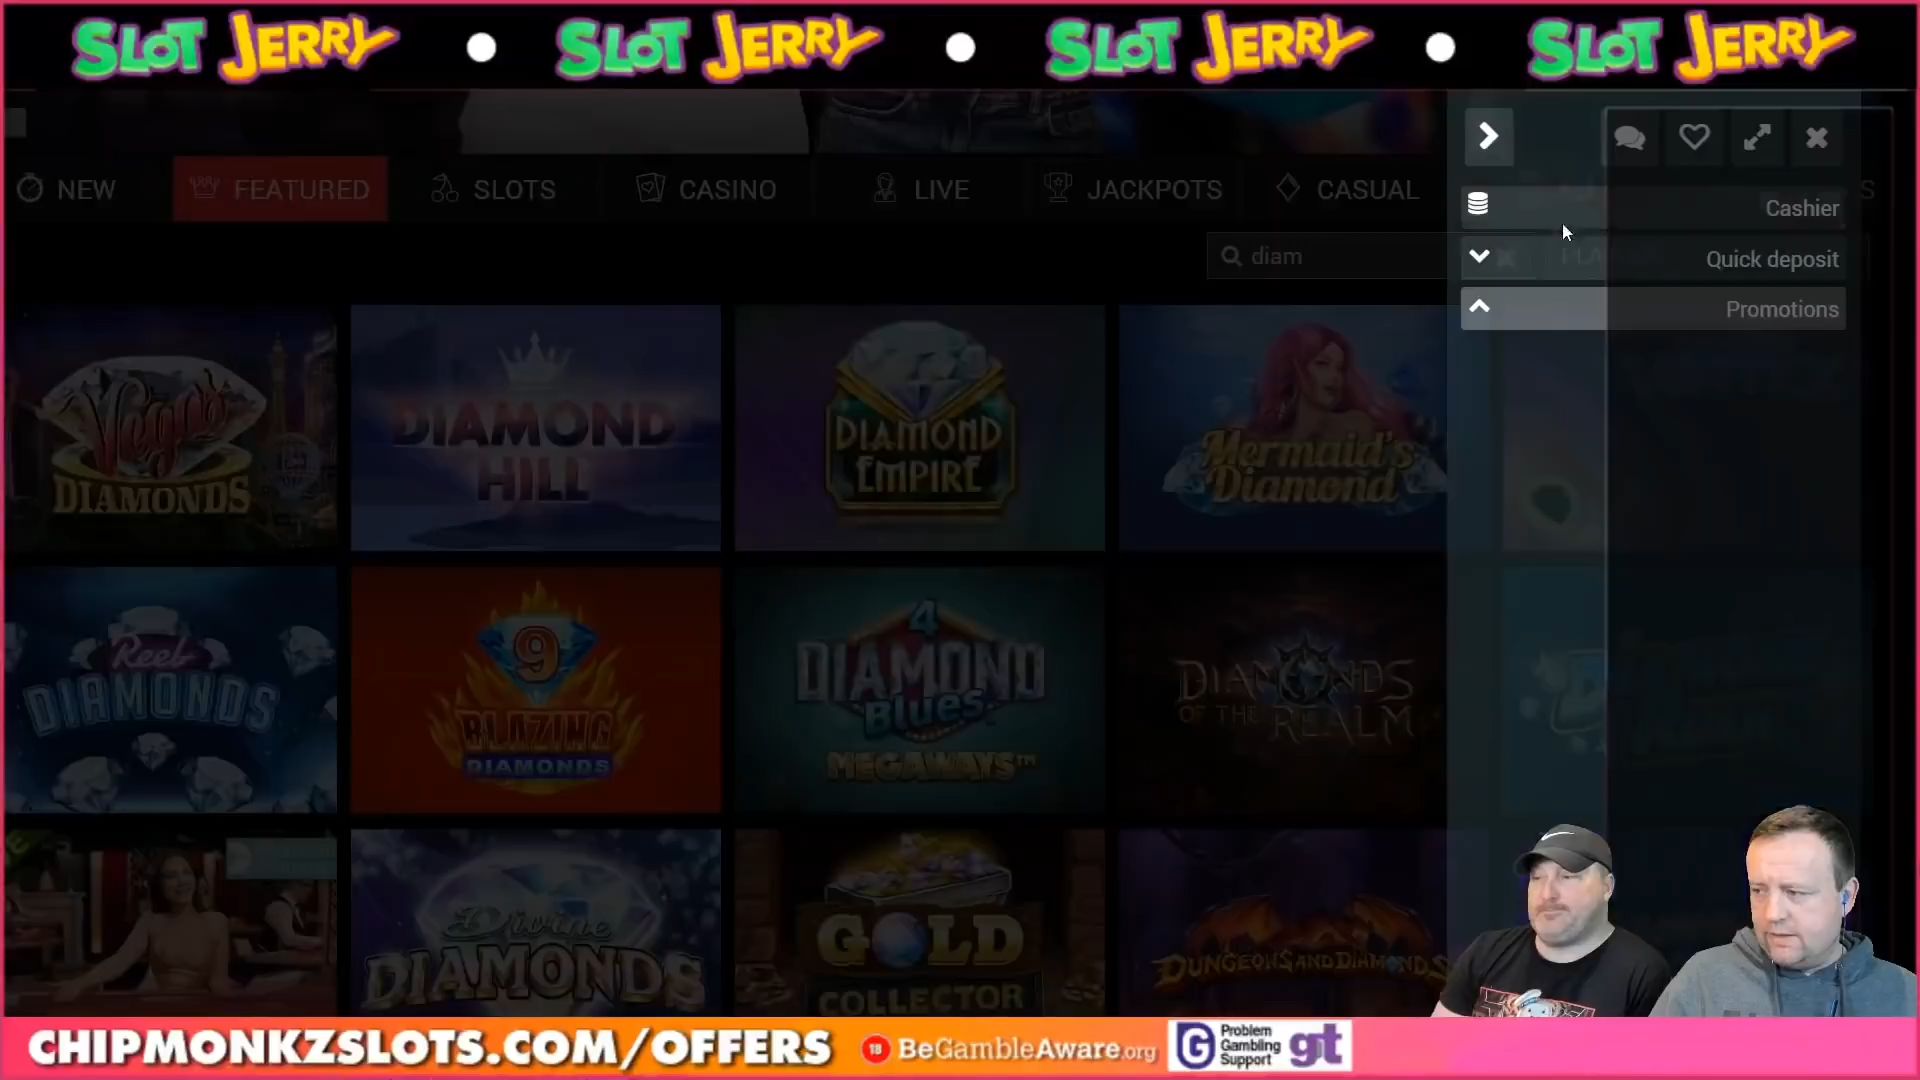 SLOT JERRY SLOT JERRY SLOT JERRY SLOT JERRY
NEW FEATURED SLOTS CASINO LIVE JACKPOTS CASUAL
Cashier
diam
Quick deposit
Promotions
Vegas
DIAMONDS
DIAMOND
HILL
DIAMOND
EMPIRE
Mermaid's
Diamond
Reel
DIAMONDS
9
BLAZING
DIAMONDS
4
DIAMOND
Blues
MEGAWAYS™
DIAMONDS
OF THE REALM
Divine
DIAMONDS
GOLD
COLLECTOR
DUNGEONS AND DIAMONDS
CHIPMONKZSLOTS.COM/OFFERS
18 BeGambleAware.org
G Problem
Gambling
Support
gt